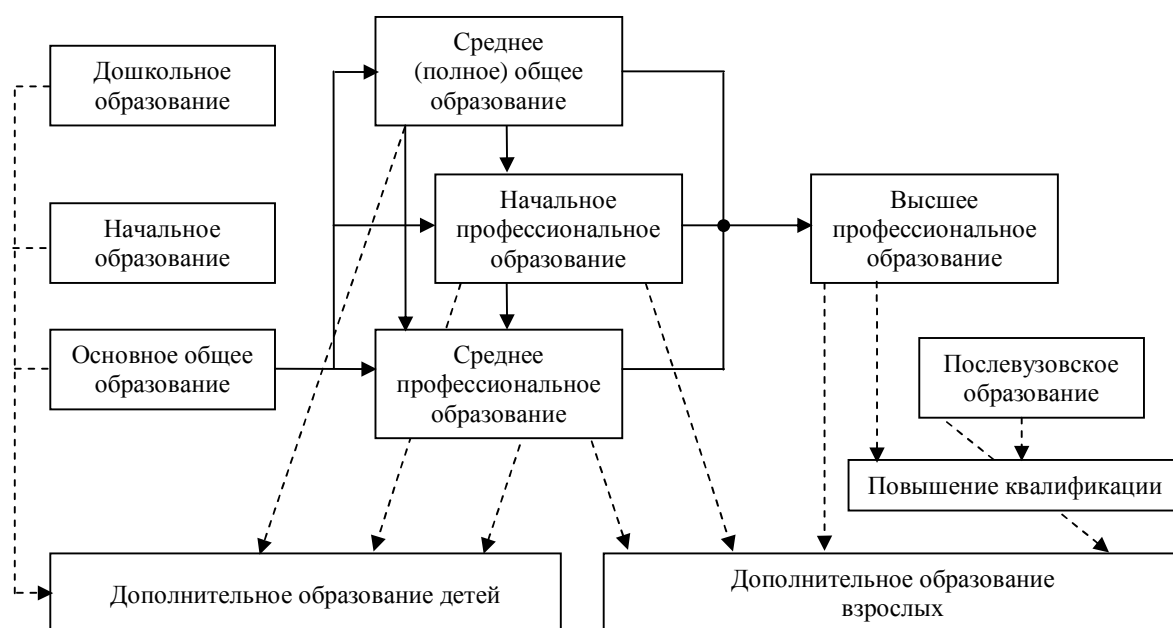 Дошкольное
образование
Среднее
(полное) общее
образование
Начальное
образование
Начальное
профессиональное
образование
Высшее
профессиональное
образование
Основное общее
образование
Среднее
профессиональное
образование
Послевузовское
образование
Повышение квалификации
Дополнительное образование детей
Дополнительное образование
взрослых